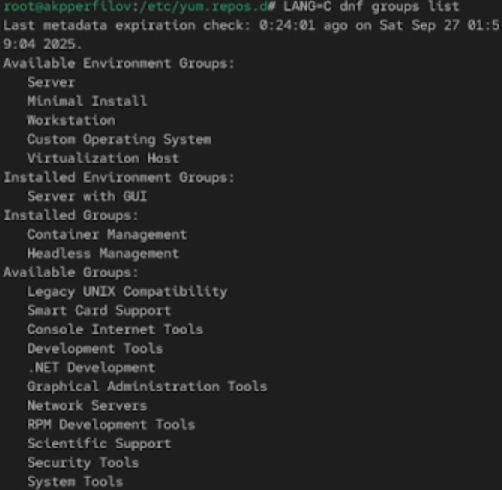 root@akpperfilov:/etc/yum.repos.d# LANG=C dnf groups list
Last metadata expiration check: 0:24:01 ago on Sat Sep 27 01:5
9:04 2025.
Available Environment Groups:
   Server
   Minimal Install
   Workstation
   Custom Operating System
   Virtualization Host
Installed Environment Groups:
   Server with GUI
Installed Groups:
   Container Management
   Headless Management
Available Groups:
   Legacy UNIX Compatibility
   Smart Card Support
   Console Internet Tools
   Development Tools
   .NET Development
   Graphical Administration Tools
   Network Servers
   RPM Development Tools
   Scientific Support
   Security Tools
   System Tools